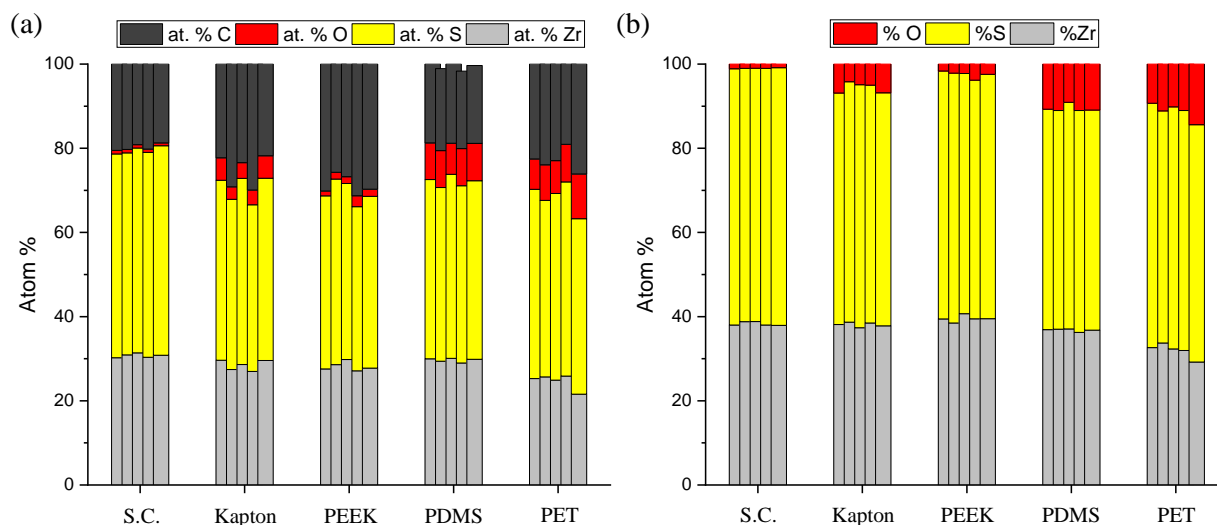 (a)
at. % C at. % O at. % S at. % Zr
Atom %
100
80
60
40
20
0
S.C. Kapton PEEK PDMS PET
(b)
% O %S %Zr
Atom %
100
80
60
40
20
0
S.C. Kapton PEEK PDMS PET